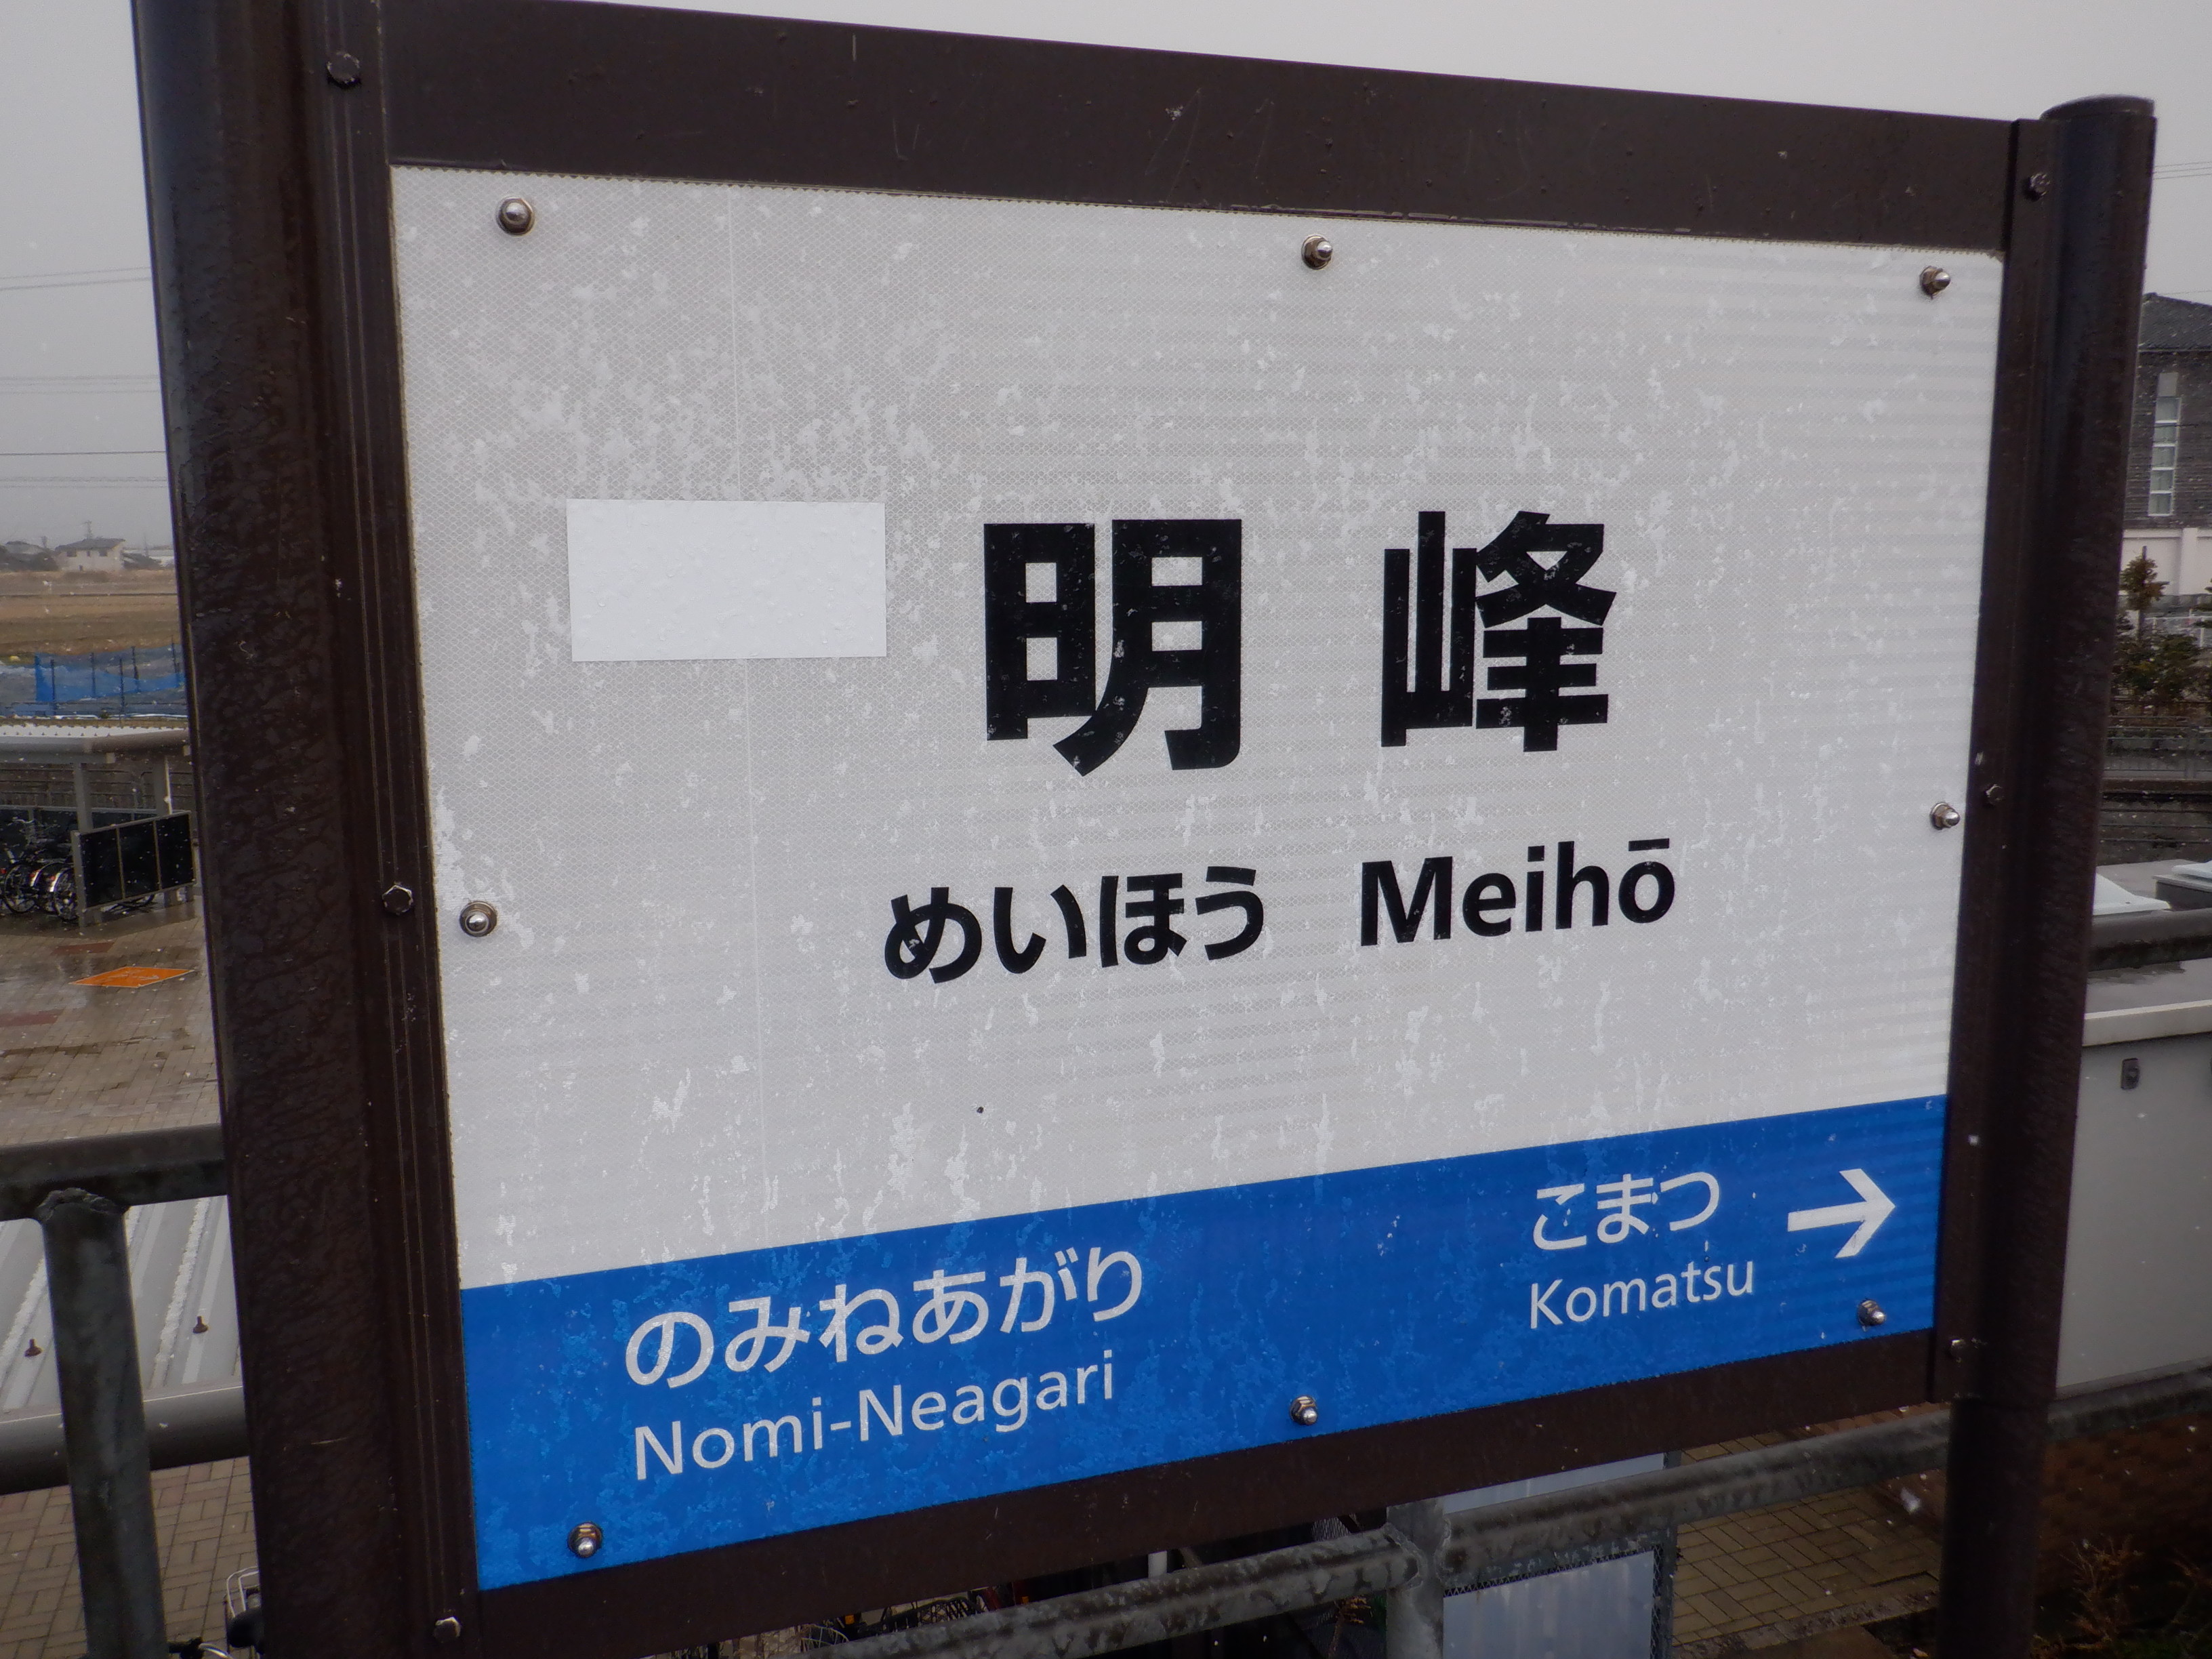 明峰
めいほう Meihō
のみねあがり
Nomi-Neagari
こまつ →
Komatsu